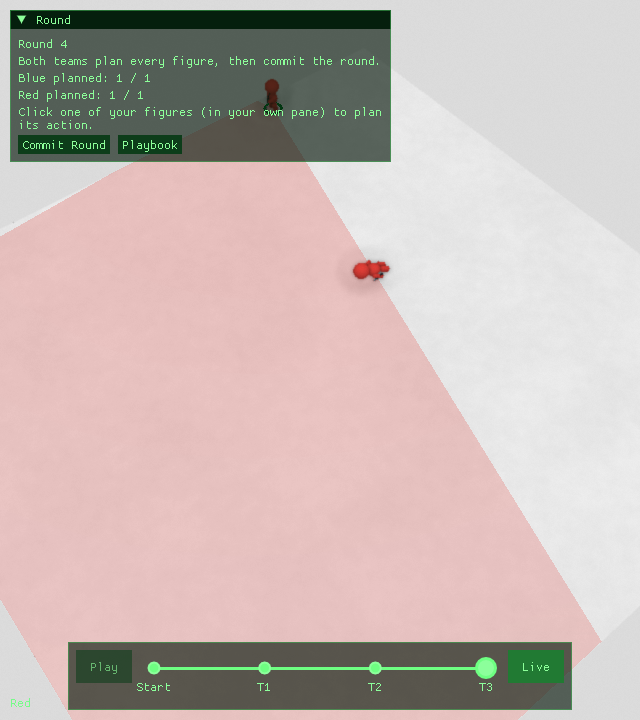 Round
Round 4
Both teams plan every figure, then commit the round.
Blue planned: 1 / 1
Red planned: 1 / 1
Click one of your figures (in your own pane) to plan
its action.
Commit Round
Playbook
Play
Live
Start
T1
T2
T3
Red